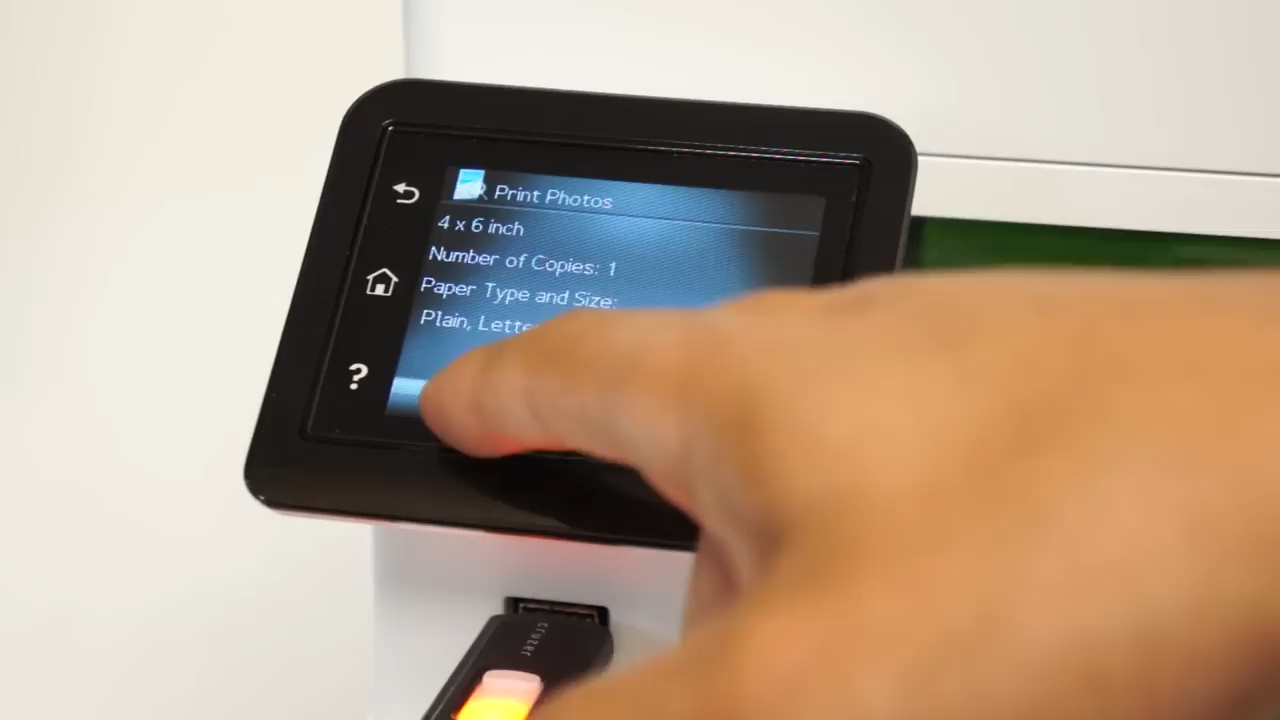 Print Photos
4 x 6 inch
Number of Copies: 1
Paper Type and Size:
Plain, Lette
?
cruzer